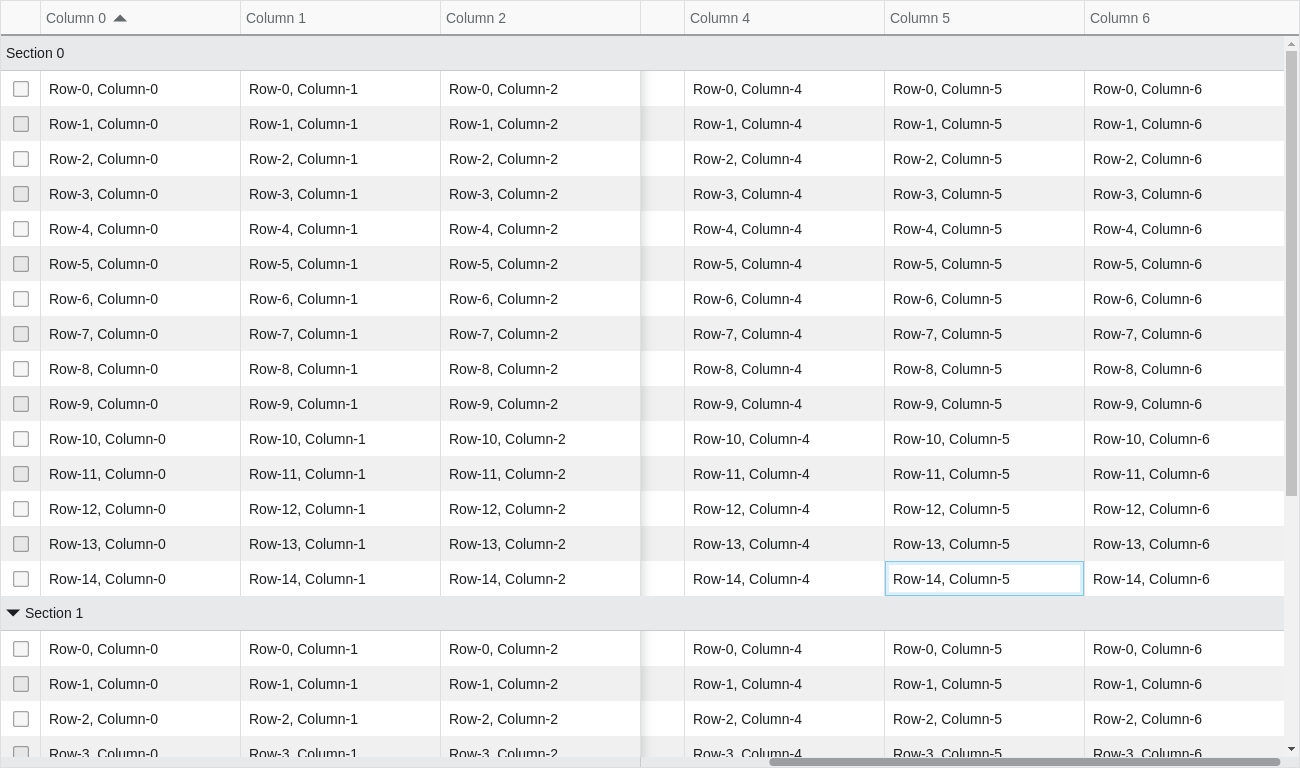 Column 0 Column 1 Column 2 Column 4 Column 5 Column 6
Section 0
Row-0, Column-0 Row-0, Column-1 Row-0, Column-2 Row-0, Column-4 Row-0, Column-5 Row-0, Column-6
Row-1, Column-0 Row-1, Column-1 Row-1, Column-2 Row-1, Column-4 Row-1, Column-5 Row-1, Column-6
Row-2, Column-0 Row-2, Column-1 Row-2, Column-2 Row-2, Column-4 Row-2, Column-5 Row-2, Column-6
Row-3, Column-0 Row-3, Column-1 Row-3, Column-2 Row-3, Column-4 Row-3, Column-5 Row-3, Column-6
Row-4, Column-0 Row-4, Column-1 Row-4, Column-2 Row-4, Column-4 Row-4, Column-5 Row-4, Column-6
Row-5, Column-0 Row-5, Column-1 Row-5, Column-2 Row-5, Column-4 Row-5, Column-5 Row-5, Column-6
Row-6, Column-0 Row-6, Column-1 Row-6, Column-2 Row-6, Column-4 Row-6, Column-5 Row-6, Column-6
Row-7, Column-0 Row-7, Column-1 Row-7, Column-2 Row-7, Column-4 Row-7, Column-5 Row-7, Column-6
Row-8, Column-0 Row-8, Column-1 Row-8, Column-2 Row-8, Column-4 Row-8, Column-5 Row-8, Column-6
Row-9, Column-0 Row-9, Column-1 Row-9, Column-2 Row-9, Column-4 Row-9, Column-5 Row-9, Column-6
Row-10, Column-0 Row-10, Column-1 Row-10, Column-2 Row-10, Column-4 Row-10, Column-5 Row-10, Column-6
Row-11, Column-0 Row-11, Column-1 Row-11, Column-2 Row-11, Column-4 Row-11, Column-5 Row-11, Column-6
Row-12, Column-0 Row-12, Column-1 Row-12, Column-2 Row-12, Column-4 Row-12, Column-5 Row-12, Column-6
Row-13, Column-0 Row-13, Column-1 Row-13, Column-2 Row-13, Column-4 Row-13, Column-5 Row-13, Column-6
Row-14, Column-0 Row-14, Column-1 Row-14, Column-2 Row-14, Column-4 Row-14, Column-5 Row-14, Column-6
Section 1
Row-0, Column-0 Row-0, Column-1 Row-0, Column-2 Row-0, Column-4 Row-0, Column-5 Row-0, Column-6
Row-1, Column-0 Row-1, Column-1 Row-1, Column-2 Row-1, Column-4 Row-1, Column-5 Row-1, Column-6
Row-2, Column-0 Row-2, Column-1 Row-2, Column-2 Row-2, Column-4 Row-2, Column-5 Row-2, Column-6
Row-3, Column-0 Row-3, Column-1 Row-3, Column-2 Row-3, Column-4 Row-3, Column-5 Row-3, Column-6